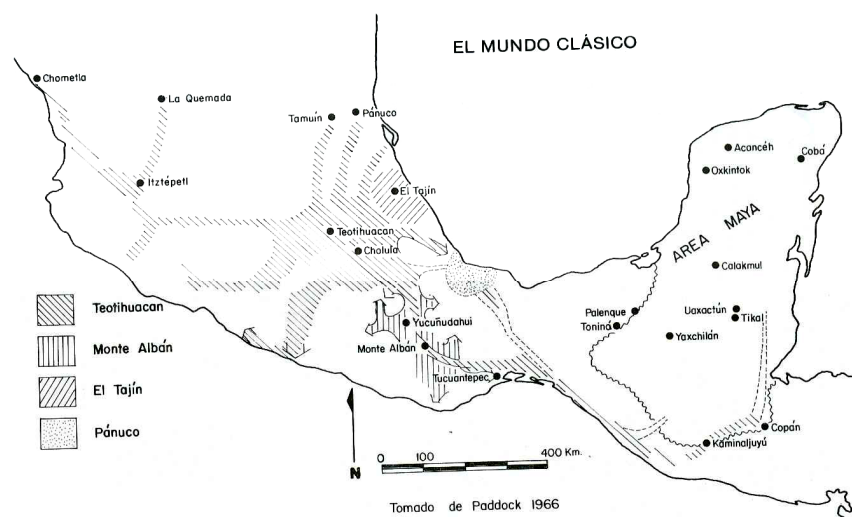 EL MUNDO CLÁSICO
Chometla
La Quemada
Tamuín
Pánuco
Acancéh
Cobá
Oxkintok
Itztépetl
El Tajín
AREA MAYA
Teotihuacan
Cholula
Calakmul
Teotihuacan
Palenque
Uaxactún
Tikal
Toniná
Yucuñudahui
Yaxchilán
Monte Albán
Monte Albán
Tucuantepec
El Tajín
Pánuco
Copán
Kaminaljuyú
0 100 400 Km.
N
Tomado de Paddock 1966